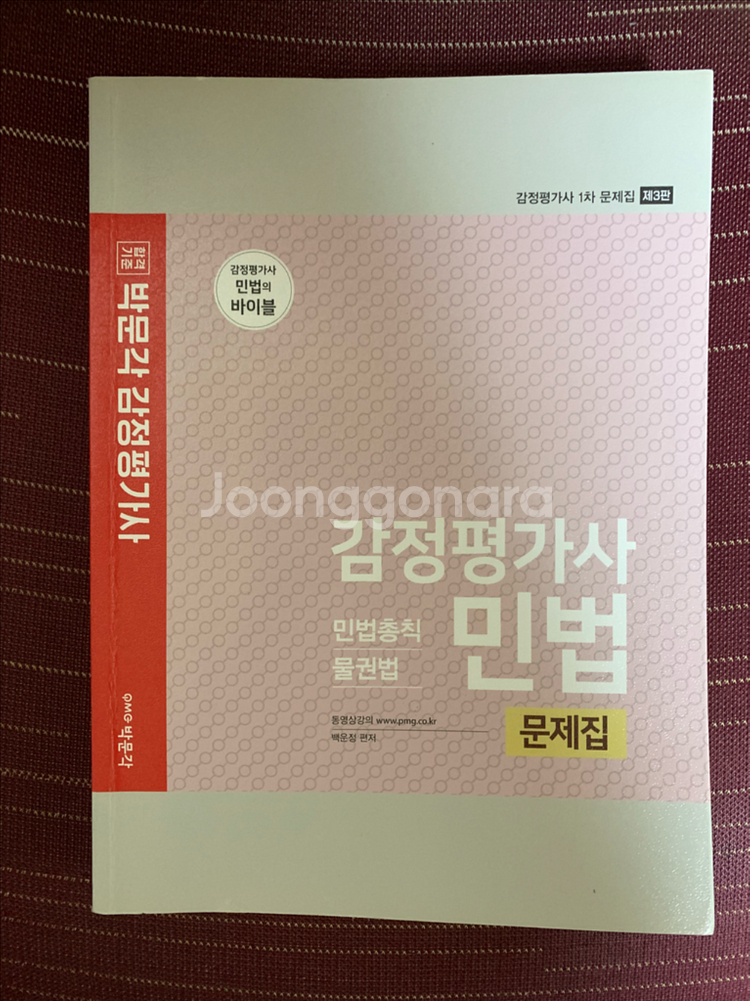 감정평가사 1차 문제집 제3판
합격
기준
박문각 감정평가사
감정평가사
민법의
바이블
Joonggonara
감정평가사
민법총칙
물권법
민법
동영상강의 www.pmg.co.kr
백운정 편저
문제집
PMG 박문각